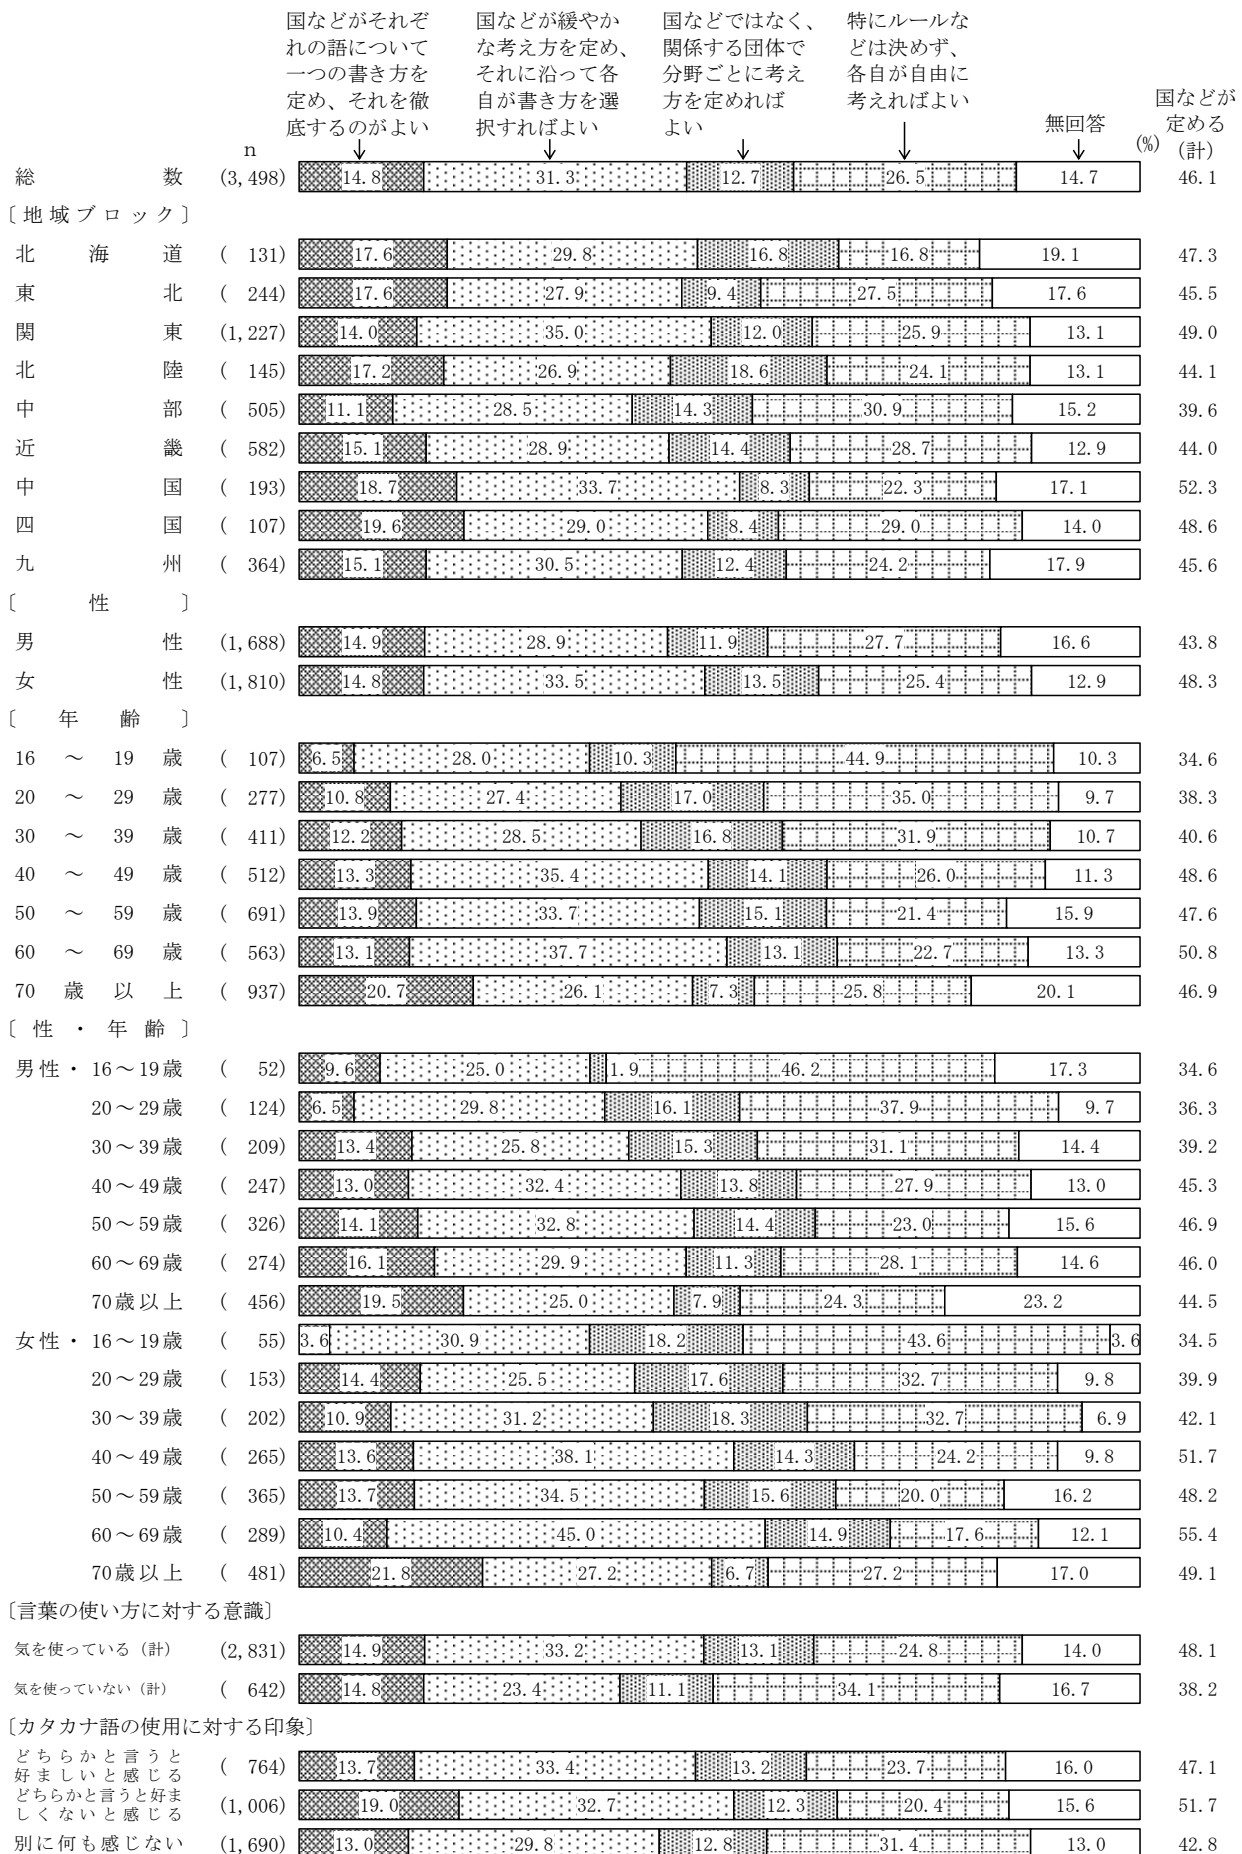 国などがそれぞ
れの語について
一つの書き方を
定め、それを徹
底するのがよい
国などが緩やか
な考え方を定め、
それに沿って各
自が書き方を選
択すればよい
国などではなく、
関係する団体で
分野ごとに考え
方を定めれば
よい
特にルールな
どは決めず、
各自が自由に
考えればよい
無回答
国などが
定める
(%) (計)
n
総数 (3,498) 14.8 31.3 12.7 26.5 14.7 46.1
〔地域ブロック〕
北海道 (131) 17.6 29.8 16.8 16.8 19.1 47.3
東北 (244) 17.6 27.9 9.4 27.5 17.6 45.5
関東 (1,227) 14.0 35.0 12.0 25.9 13.1 49.0
北陸 (145) 17.2 26.9 18.6 24.1 13.1 44.1
中部 (505) 11.1 28.5 14.3 30.9 15.2 39.6
近畿 (582) 15.1 28.9 14.4 28.7 12.9 44.0
中国 (193) 18.7 33.7 8.3 22.3 17.1 52.3
四国 (107) 19.6 29.0 8.4 29.0 14.0 48.6
九州 (364) 15.1 30.5 12.4 24.2 17.9 45.6
〔性〕
男性 (1,688) 14.9 28.9 11.9 27.7 16.6 43.8
女性 (1,810) 14.8 33.5 13.5 25.4 12.9 48.3
〔年齢〕
16～19歳 (107) 6.5 28.0 10.3 44.9 10.3 34.6
20～29歳 (277) 10.8 27.4 17.0 35.0 9.7 38.3
30～39歳 (411) 12.2 28.5 16.8 31.9 10.7 40.6
40～49歳 (512) 13.3 35.4 14.1 26.0 11.3 48.6
50～59歳 (691) 13.9 33.7 15.1 21.4 15.9 47.6
60～69歳 (563) 13.1 37.7 13.1 22.7 13.3 50.8
70歳以上 (937) 20.7 26.1 7.3 25.8 20.1 46.9
〔性・年齢〕
男性・16～19歳 (52) 9.6 25.0 1.9 46.2 17.3 34.6
20～29歳 (124) 6.5 29.8 16.1 37.9 9.7 36.3
30～39歳 (209) 13.4 25.8 15.3 31.1 14.4 39.2
40～49歳 (247) 13.0 32.4 13.8 27.9 13.0 45.3
50～59歳 (326) 14.1 32.8 14.4 23.0 15.6 46.9
60～69歳 (274) 16.1 29.9 11.3 28.1 14.6 46.0
70歳以上 (456) 19.5 25.0 7.9 24.3 23.2 44.5
女性・16～19歳 (55) 3.6 30.9 18.2 43.6 3.6 34.5
20～29歳 (153) 14.4 25.5 17.6 32.7 9.8 39.9
30～39歳 (202) 10.9 31.2 18.3 32.7 6.9 42.1
40～49歳 (265) 13.6 38.1 14.3 24.2 9.8 51.7
50～59歳 (365) 13.7 34.5 15.6 20.0 16.2 48.2
60～69歳 (289) 10.4 45.0 14.9 17.6 12.1 55.4
70歳以上 (481) 21.8 27.2 6.7 27.2 17.0 49.1
〔言葉の使い方に対する意識〕
気を使っている（計） (2,831) 14.9 33.2 13.1 24.8 14.0 48.1
気を使っていない（計） (642) 14.8 23.4 11.1 34.1 16.7 38.2
〔カタカナ語の使用に対する印象〕
どちらかと言うと
好ましいと感じる (764) 13.7 33.4 13.2 23.7 16.0 47.1
どちらかと言うと好ま
しくないと感じる (1,006) 19.0 32.7 12.3 20.4 15.6 51.7
別に何も感じない (1,690) 13.0 29.8 12.8 31.4 13.0 42.8